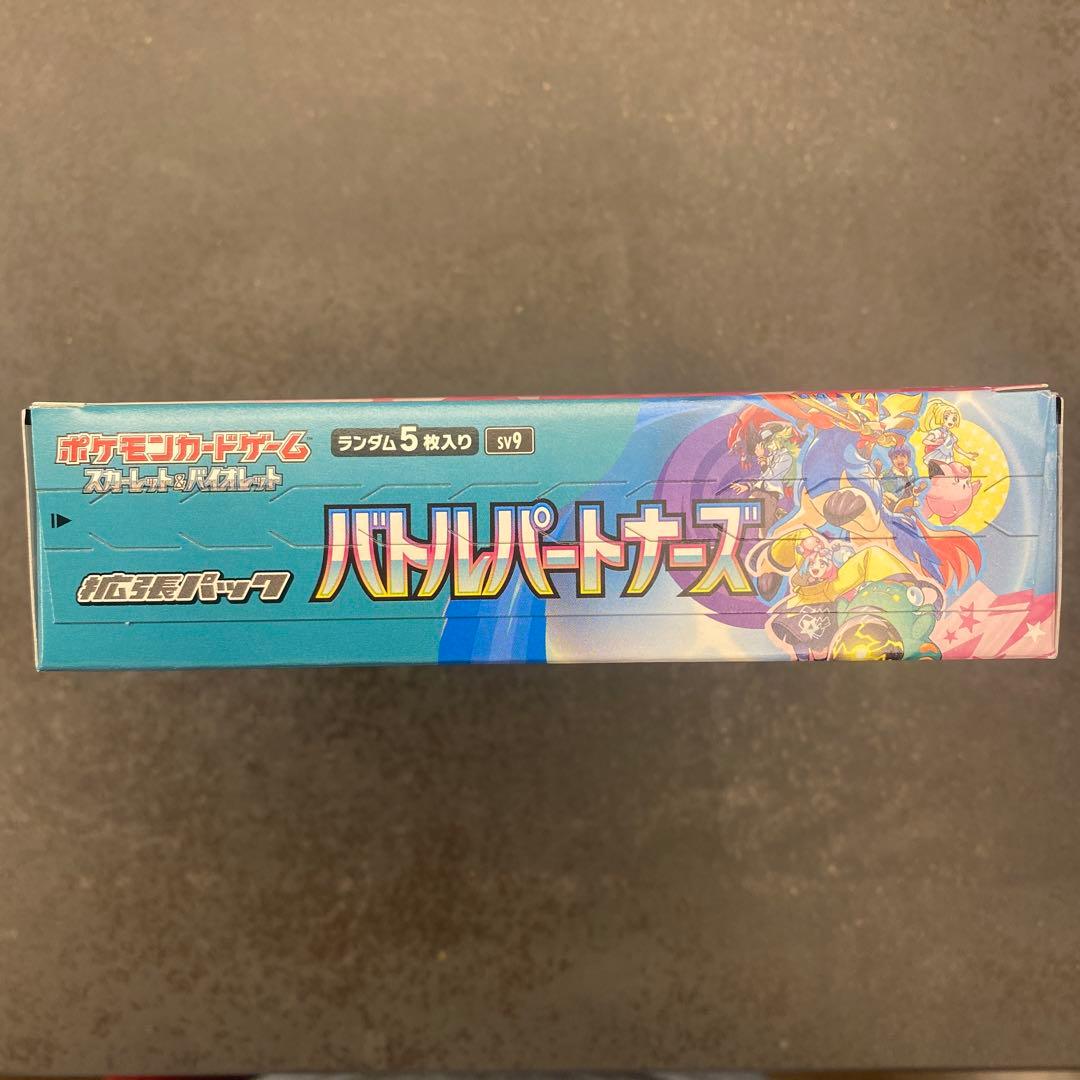 ポケモンカードゲーム™
スカーレット&バイオレット
ランダム5枚入り
SV9
拡張パック
バトルパートナーズ